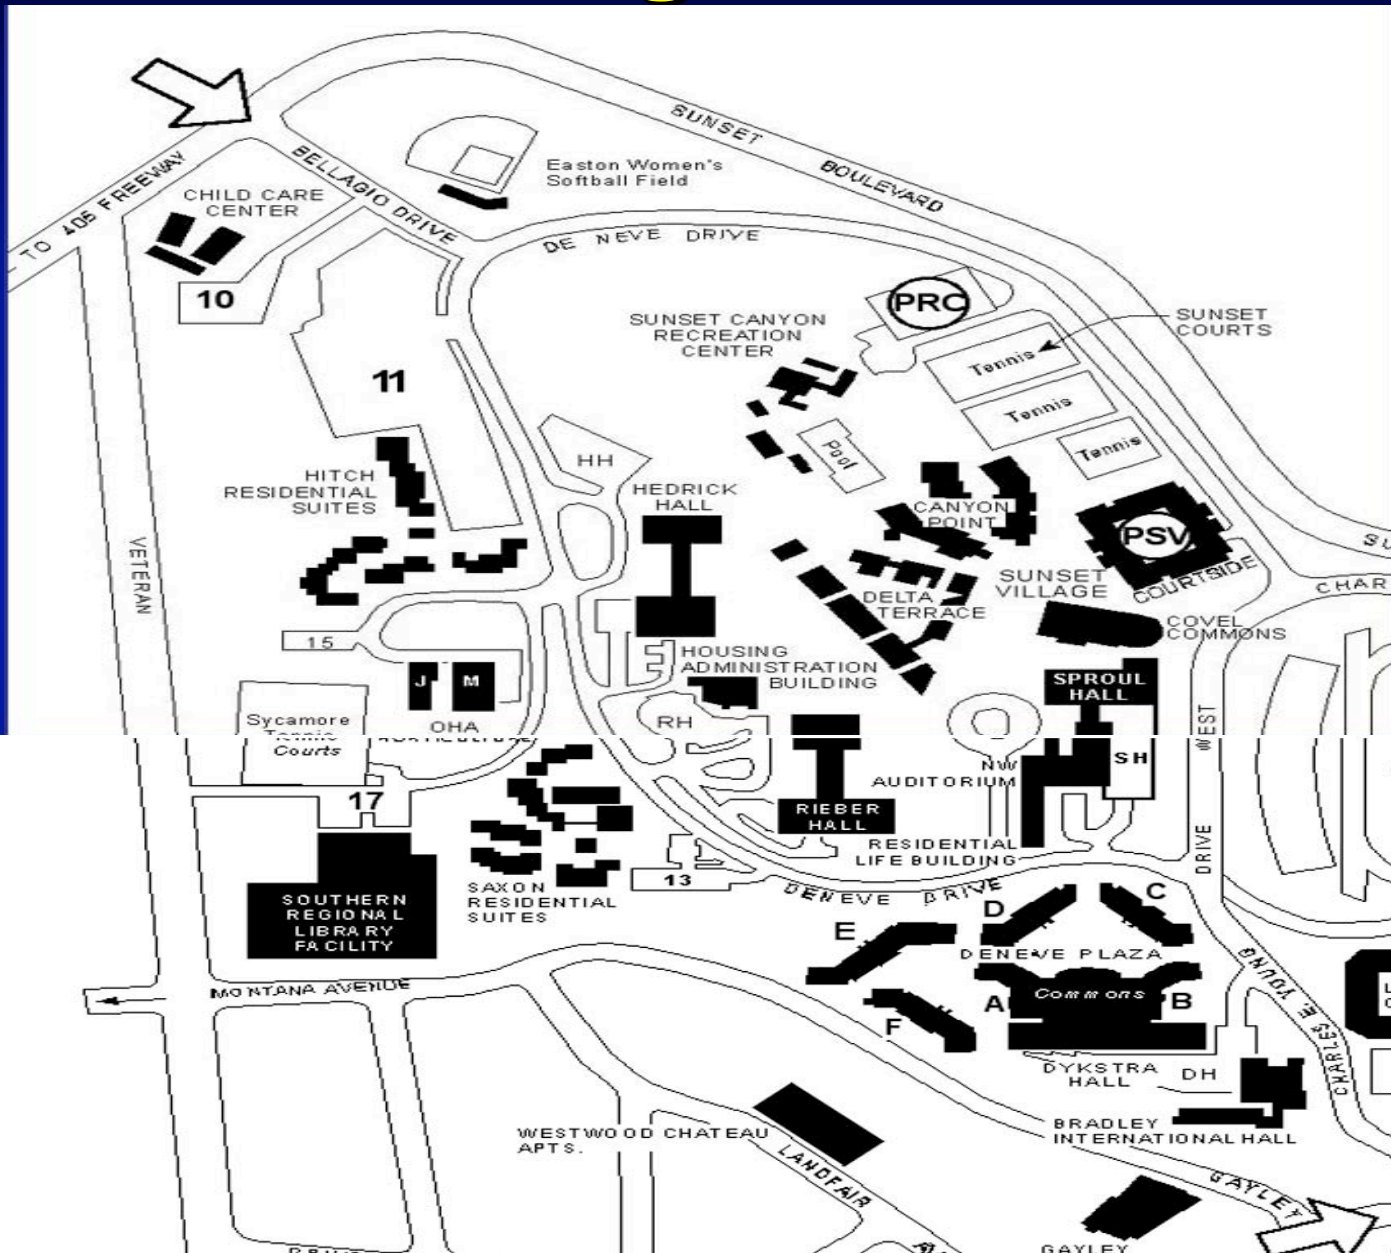 SUNSET BOULEVARD
Easton Women's
Softball Field
BELLAGIO DRIVE
TO 405 FREEWAY
CHILD CARE
CENTER
DE NEVE DRIVE
10
PRC
SUNSET
COURTS
SUNSET CANYON
RECREATION
CENTER
Tennis
11
Tennis
Tennis
Pool
HH
HITCH
RESIDENTIAL
SUITES
HEDRICK
HALL
CANYON
POINT
PSV
VETERAN
COURTSIDE
SUNSET
VILLAGE
CHAR
DELTA
TERRACE
COVEL
COMMONS
15
HOUSING
ADMINISTRATION
BUILDING
J
M
SPROUL
HALL
Sycamore
Tennis
Courts
OHA
RH
WEST
NW
AUDITORIUM
SH
17
RIEBER
HALL
DRIVE
RESIDENTIAL
LIFE BUILDING
13
SAXON
RESIDENTIAL
SUITES
DENEVE DRIVE
C
D
SOUTHERN
REGIONAL
LIBRARY
FACILITY
E
DENEVE PLAZA
CHARLES E. YOUNG
MONTANA AVENUE
Commons
A
B
F
DYKSTRA
HALL
DH
BRADLEY
INTERNATIONAL HALL
WESTWOOD CHATEAU
APTS.
LANDFAIR
GAYLEY
GAYLEY